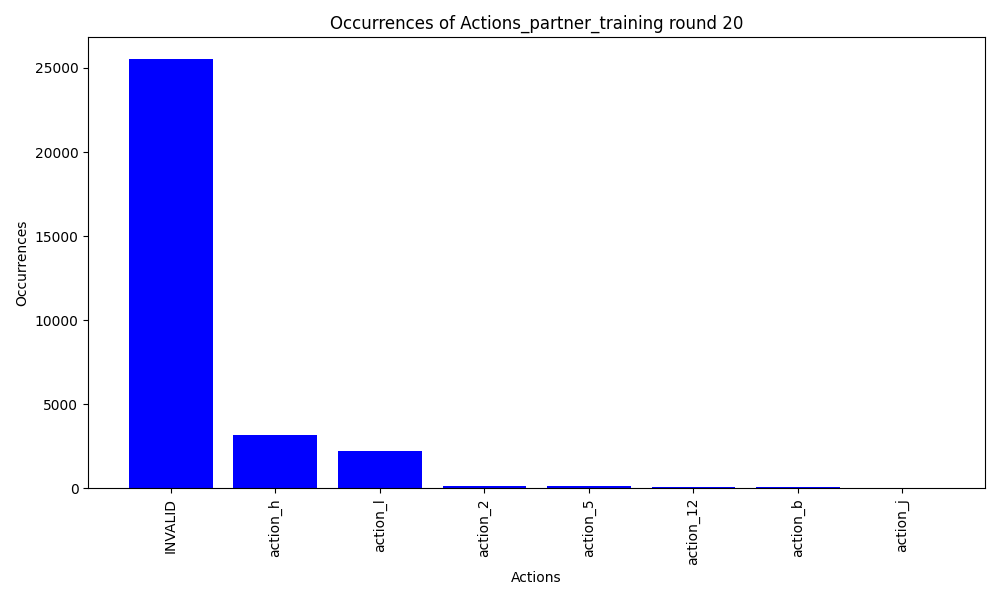 Occurrences of Actions_partner_training round 20
25000
20000
15000
10000
5000
0
Occurrences
INVALID
action_h
action_l
action_2
action_5
action_12
action_b
action_j
Actions